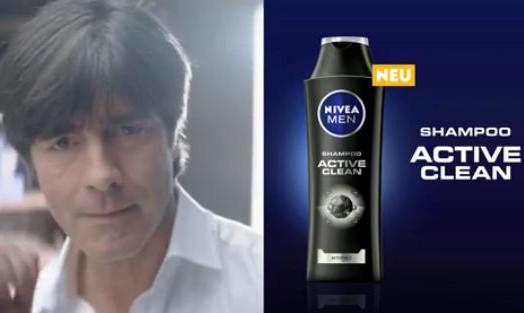 NEU
NIVEA
MEN
SHAMPOO
ACTIVE
CLEAN
SHAMPOO
ACTIVE
CLEAN